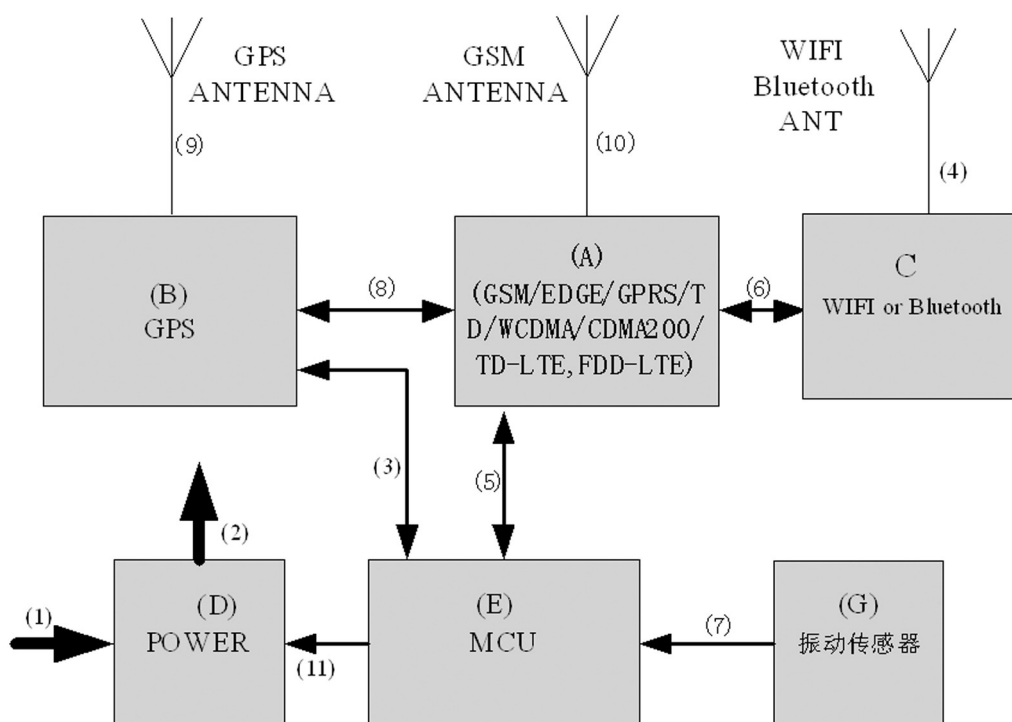 GPS
ANTENNA
(9)
GSM
ANTENNA
(10)
WIFI
Bluetooth
ANT
(4)
(B)
GPS
(8)
(A)
(GSM/EDGE/GPRS/T
D/WCDMA/CDMA200/
TD-LTE,FDD-LTE)
(6)
C
WIFI or Bluetooth
(3)
(5)
(2)
(1)
(D)
POWER
(11)
(E)
MCU
(7)
(G)
振动传感器